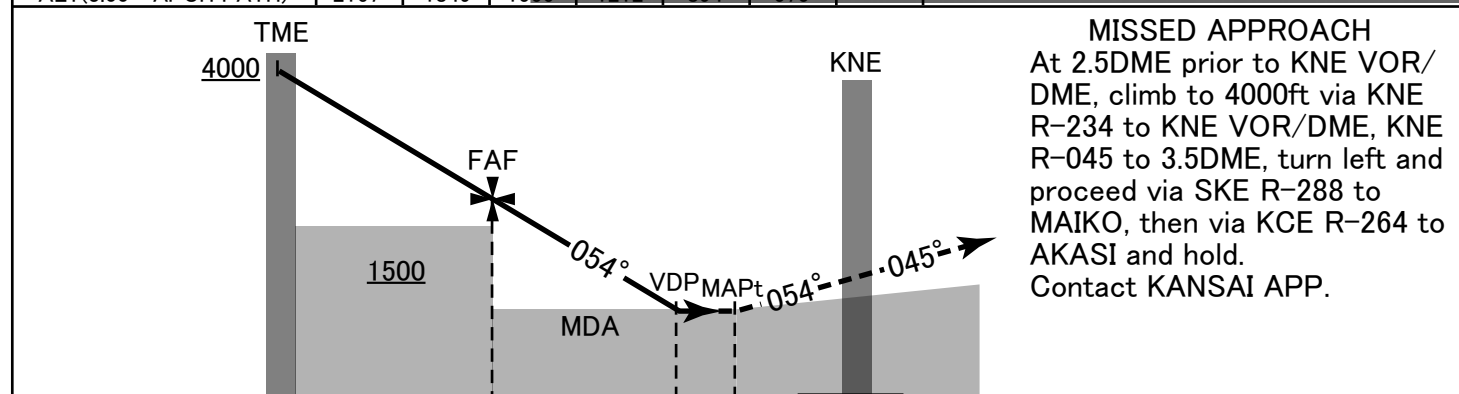 TME
4000
FAF
1500
054°
VDP
MAPt
054°
045°
KNE
MDA
MISSED APPROACH
At 2.5DME prior to KNE VOR/
DME, climb to 4000ft via KNE
R-234 to KNE VOR/DME, KNE
R-045 to 3.5DME, turn left and
proceed via SKE R-288 to
MAIKO, then via KCE R-264 to
AKASI and hold.
Contact KANSAI APP.